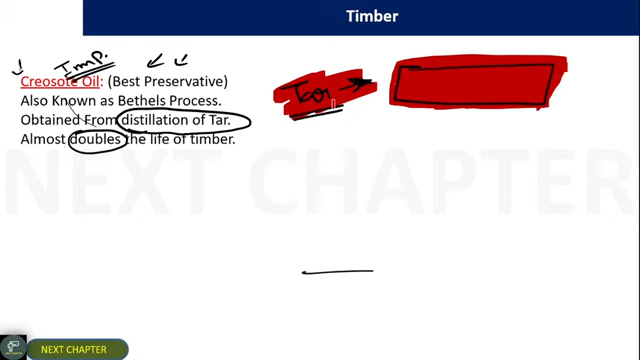 Timber
Imp.
Creosote Oil: (Best Preservative)
Also Known as Bethels Process.
Obtained From distillation of Tar.
Almost doubles the life of timber.
Tar
NEXT CHAPTER
NEXT CHAPTER